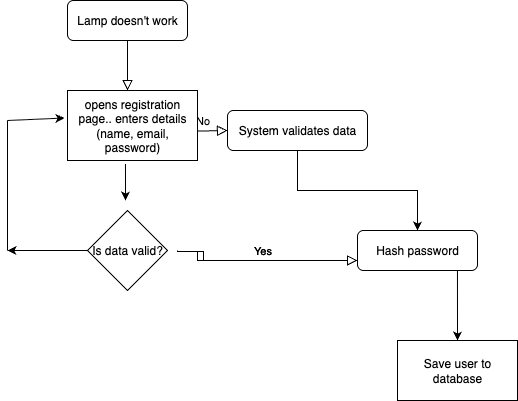 Lamp doesn't work
opens registration
page.. enters details
(name, email,
password)
No
System validates data
Is data valid?
Yes
Hash password
Save user to
database